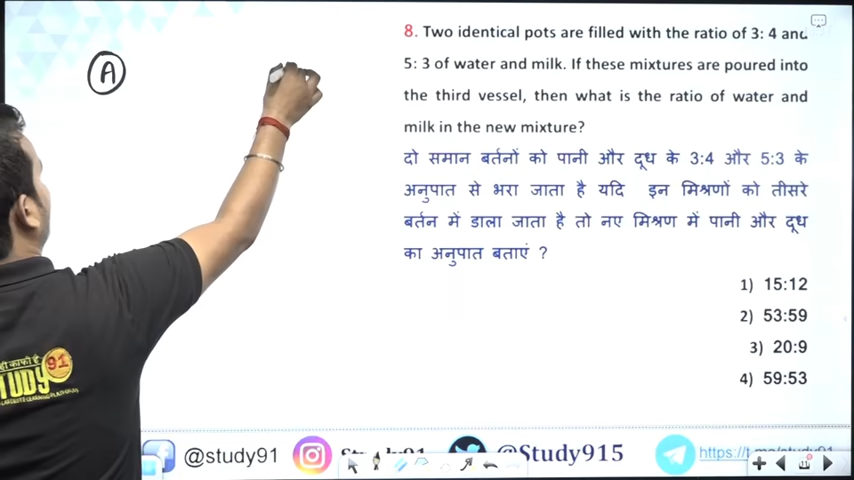 8. Two identical pots are filled with the ratio of 3: 4 and
5: 3 of water and milk. If these mixtures are poured into
the third vessel, then what is the ratio of water and
milk in the new mixture?
दो समान बर्तनों को पानी और दूध के 3:4 और 5:3 के
अनुपात से भरा जाता है यदि इन मिश्रणों को तीसरे
बर्तन में डाला जाता है तो नए मिश्रण में पानी और दूध
का अनुपात बताएं ?
1) 15:12
2) 53:59
3) 20:9
4) 59:53
A
91
@study91
@Study915